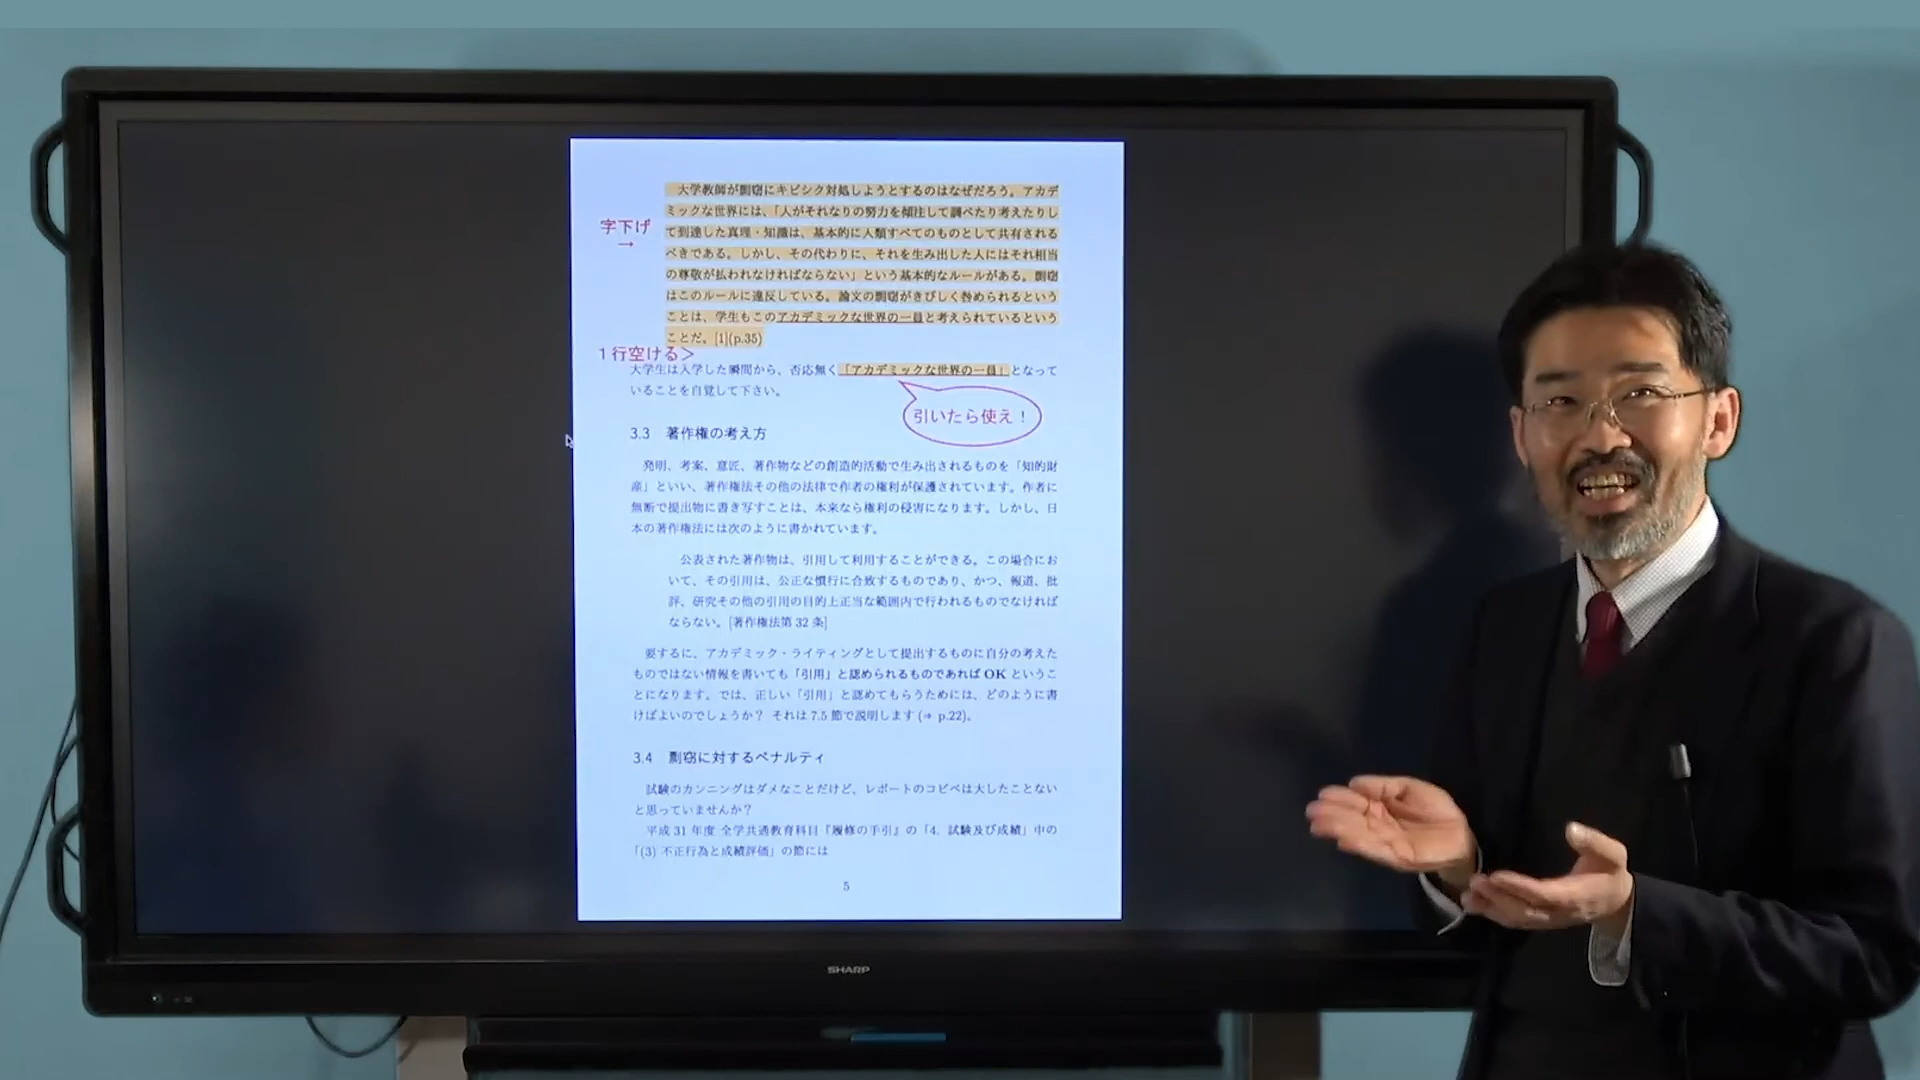 大学教師が剽窃にキビシク対処しようとするのはなぜだろう。アカデ
ミックな世界には、「人がそれなりの努力を傾注して調べたり考えたりし
字下げ
→
て到達した真理・知識は、基本的に人類すべてのものとして共有される
べきである。しかし、その代わりに、それを生み出した人にはそれ相当
の尊敬が払われなければならない」という基本的なルールがある。剽窃
はこのルールに違反している。論文の剽窃がきびしく咎められるという
ことは、学生もこのアカデミックな世界の一員と考えられているという
ことだ。[1](p.35)
1行空ける>
大学生は入学した瞬間から、否応無く「アカデミックな世界の一員」となって
いることを自覚して下さい。
引いたら使え！
3.3 著作権の考え方
発明、考案、意匠、著作物などの創造的活動で生み出されるものを「知的財
産」といい、著作権法その他の法律で作者の権利が保護されています。作者に
無断で提出物に書き写すことは、本来なら権利の侵害になります。しかし、日
本の著作権法には次のように書かれています。
公表された著作物は、引用して利用することができる。この場合にお
いて、その引用は、公正な慣行に合致するものであり、かつ、報道、批
評、研究その他の引用の目的上正当な範囲内で行われるものでなければ
ならない。[著作権法第 32 条]
要するに、アカデミック・ライティングとして提出するものに自分の考えた
ものではない情報を書いても「引用」と認められるものであれば OK というこ
とになります。では、正しい「引用」と認めてもらうためには、どのように書
けばよいのでしょうか？ それは 7.5 節で説明します (→ p.22)。
3.4 剽窃に対するペナルティ
試験のカンニングはダメなことだけど、レポートのコピペは大したことない
と思っていませんか？
平成 31 年度 全学共通教育科目『履修の手引』の「4. 試験及び成績」中の
「(3) 不正行為と成績評価」の節には
5
SHARP